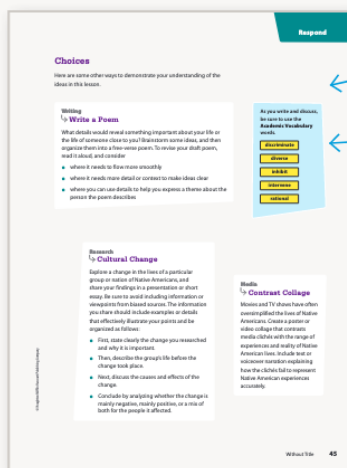 Respond
Choices
Here are some other ways to demonstrate your understanding of the
ideas in this lesson.
Writing
Write a Poem
What details would reveal something important about your life or
the life of someone close to you? Brainstorm some ideas, and then
organize them into a free-verse poem. To revise your draft poem,
read it aloud, and consider
where it needs to flow more smoothly
where it needs more detail or context to make ideas clear
where you can use details to help you express a theme about the
person the poem describes
As you write and discuss,
be sure to use the
Academic Vocabulary
words.
discriminate
diverse
inhibit
intervene
rational
Research
Cultural Change
Explore a change in the lives of a particular
group or nation of Native Americans, and
share your findings in a presentation or short
essay. Be sure to avoid including information or
viewpoints from biased sources. The information
you share should include examples or details
that effectively illustrate your points and be
organized as follows:
First, state clearly the change you researched
and why it is important.
Then, describe the group's life before the
change took place.
Next, discuss the causes and effects of the
change.
Conclude by analyzing whether the change is
mainly negative, mainly positive, or a mix of
both for the people it affected.
Media
Contrast Collage
Movies and TV shows have often
oversimplified the lives of Native
Americans. Create a poster or
video collage that contrasts
media clichés with the range of
experiences and reality of Native
American lives. Include text or
voiceover narration explaining
how the clichés fail to represent
Native American experiences
accurately.
Without Title 45